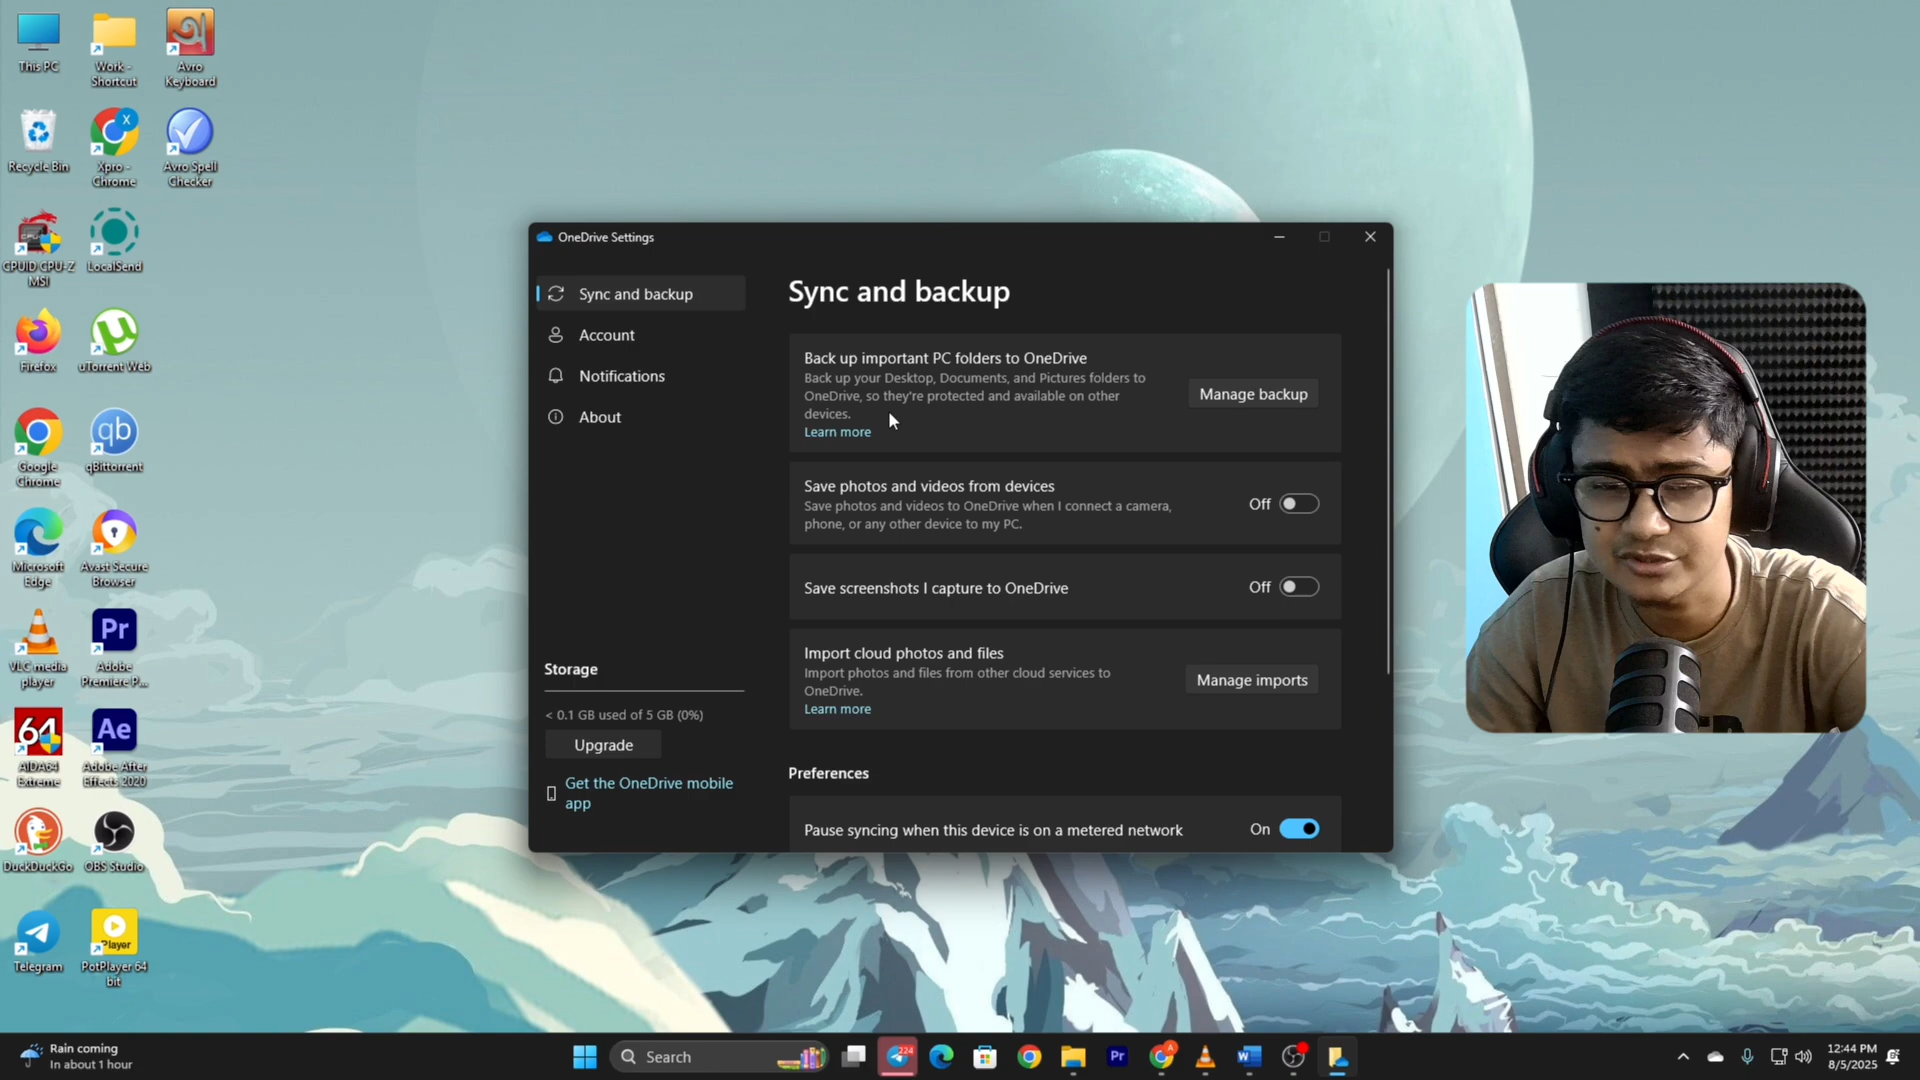 This PC
Work -
Shortcut
Avro
Keyboard
Recycle Bin
X
Xpro -
Chrome
Avro Spell
Checker
CPUID CPU-Z
MSI
LocalSend
Firefox
uTorrent Web
Google
Chrome
qb
qBittorrent
Microsoft
Edge
Avast Secure
Browser
VLC media
player
Pr
Adobe
Premiere P...
64
AIDA64
Extreme
Ae
Adobe After
Effects 2020
DuckDuckGo
OBS Studio
Telegram
Player
PotPlayer 64
bit
OneDrive Settings
Sync and backup
Account
Notifications
About
Storage
< 0.1 GB used of 5 GB (0%)
Upgrade
Get the OneDrive mobile
app
Sync and backup
Back up important PC folders to OneDrive
Back up your Desktop, Documents, and Pictures folders to
OneDrive, so they're protected and available on other
devices.
Learn more
Manage backup
Save photos and videos from devices
Save photos and videos to OneDrive when I connect a camera,
phone, or any other device to my PC.
Off
Save screenshots I capture to OneDrive
Off
Import cloud photos and files
Import photos and files from other cloud services to
OneDrive.
Learn more
Manage imports
Preferences
Pause syncing when this device is on a metered network
On
Rain coming
In about 1 hour
Search
224
Pr
A
W
12:44 PM
8/5/2025